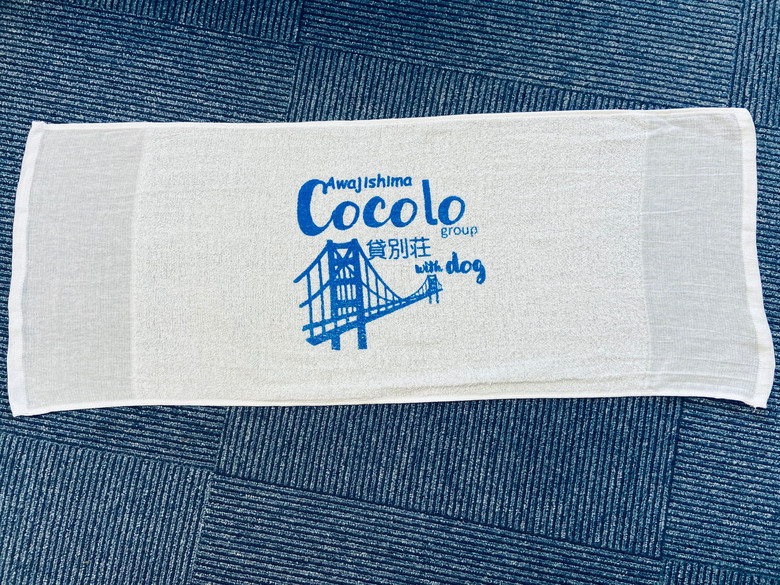 Awajishima
Cocolo
group
貸別荘
with dog